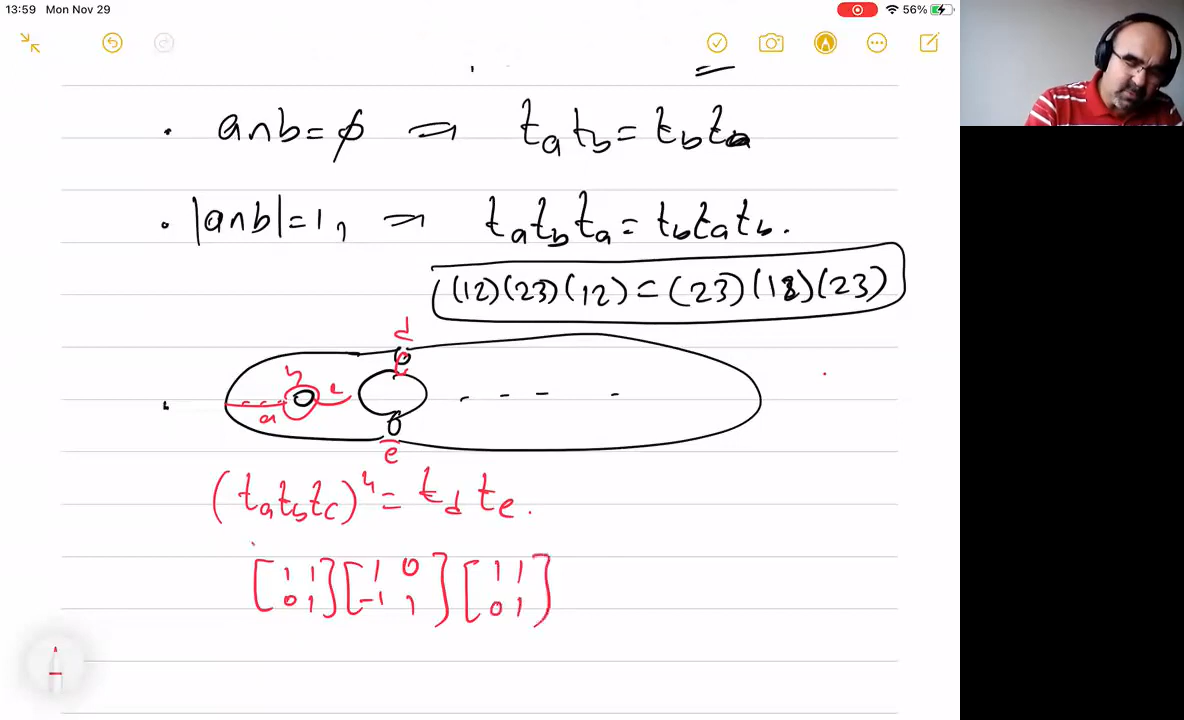 13:59 Mon Nov 29 56%
. a∩b=ϕ ⇒ t_a t_b = t_b t_a
. |a∩b|=1, ⇒ t_a t_b t_a = t_b t_a t_b.
(12)(23)(12) = (23)(12)(23)
d
b c
a
e
(t_a t_b t_c)^4 = t_d t_e.
[1 1] [1 0] [1 1]
[0 1] [-1 1] [0 1]